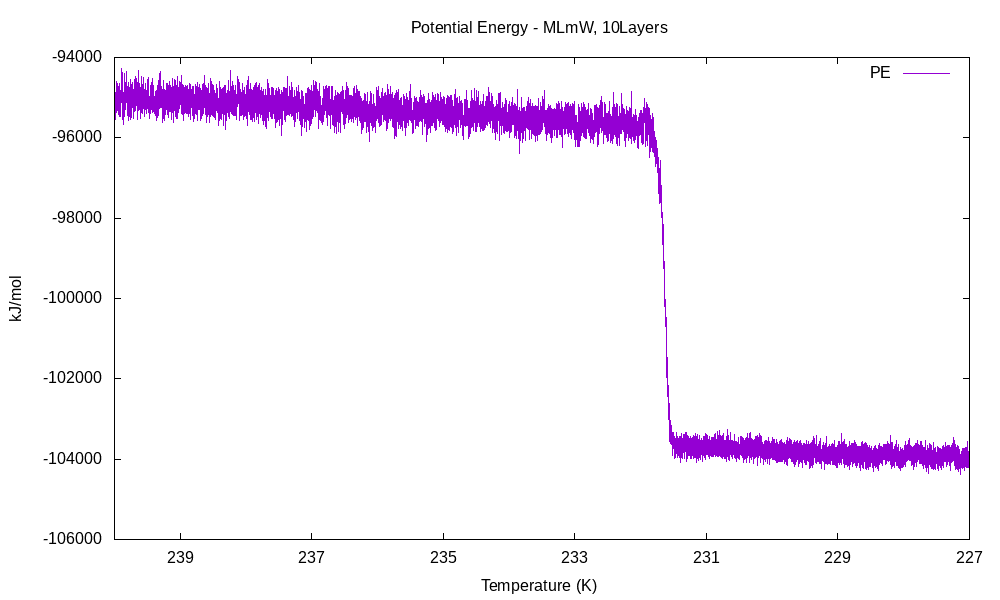 Potential Energy - MLmW, 10Layers
PE
-94000
-96000
-98000
-100000
-102000
-104000
-106000
kJ/mol
239 237 235 233 231 229 227
Temperature (K)